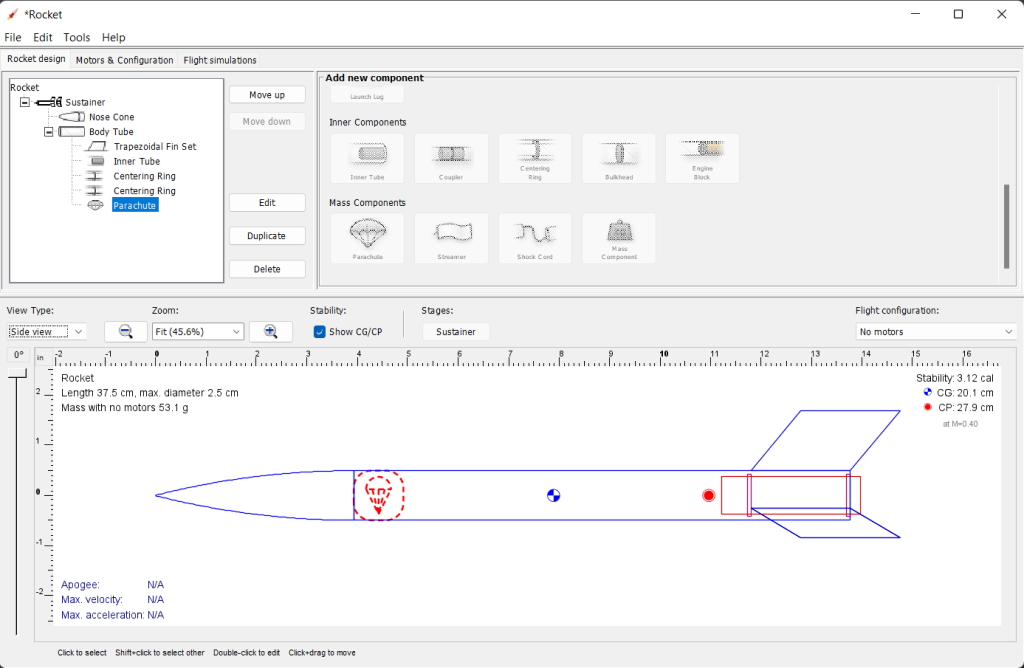 *Rocket
File Edit Tools Help
Rocket design Motors & Configuration Flight simulations
Rocket
Sustainer
Nose Cone
Body Tube
Trapezoidal Fin Set
Inner Tube
Centering Ring
Centering Ring
Parachute
Move up
Move down
Edit
Duplicate
Delete
Add new component
Launch Lug
Inner Components
Inner Tube
Coupler
Centering
Ring
Bulkhead
Engine
Block
Mass Components
Parachute
Streamer
Shock Cord
Mass
Component
View Type:
Side view
Zoom:
Fit (45.6%)
Stability:
Show CG/CP
Stages:
Sustainer
Flight configuration:
No motors
0°
in -2 -1 0 1 2 3 4 5 6 7 8 9 10 11 12 13 14 15 16
2
1
0
-1
-2
Rocket
Length 37.5 cm, max. diameter 2.5 cm
Mass with no motors 53.1 g
Stability: 3.12 cal
CG: 20.1 cm
CP: 27.9 cm
at M=0.40
Apogee: N/A
Max. velocity: N/A
Max. acceleration: N/A
Click to select Shift+click to select other Double-click to edit Click+drag to move